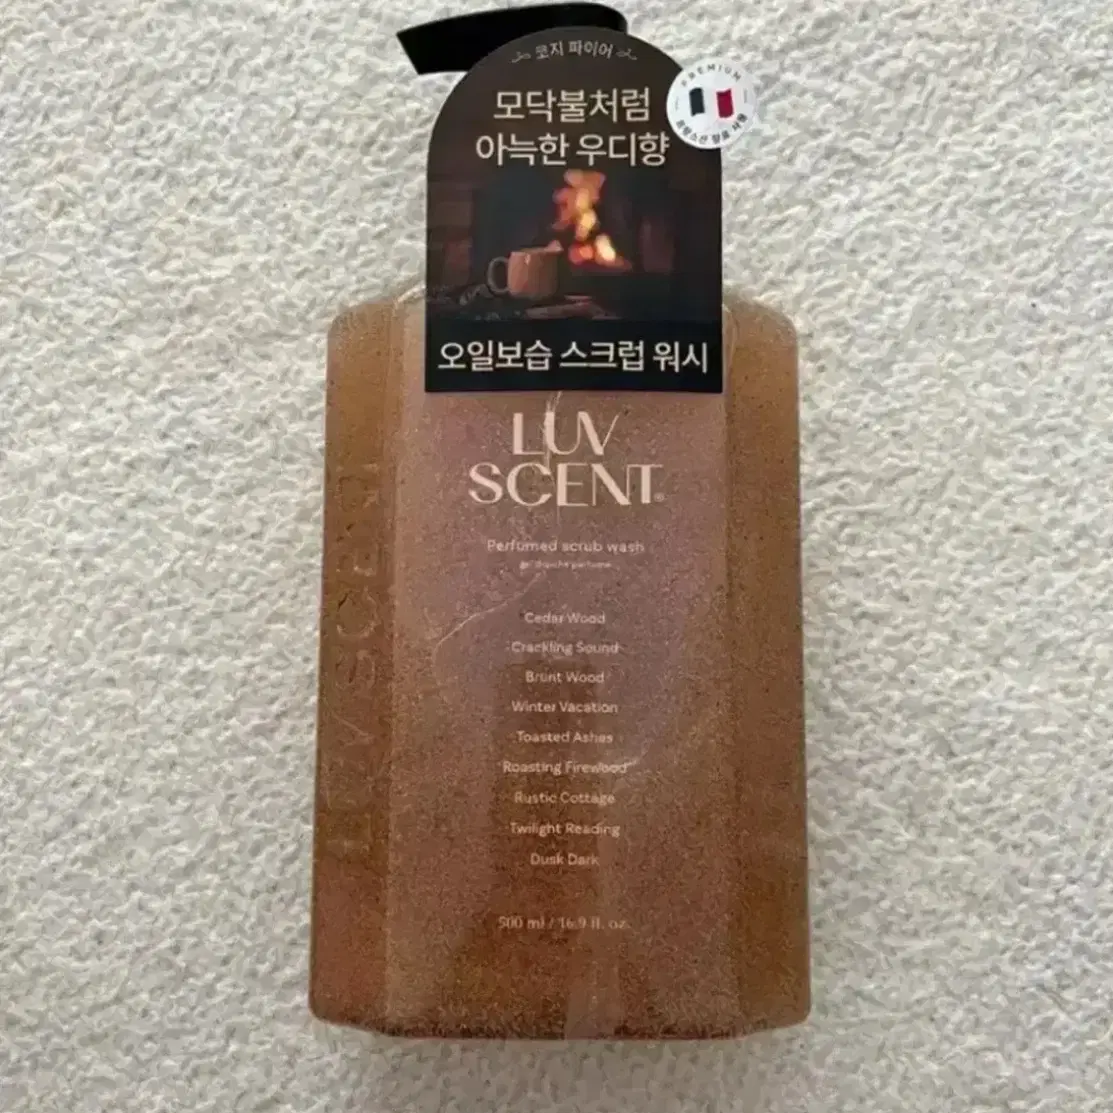 코지 파이어
모닥불처럼
아늑한 우디향
PREMIUM
오일보습 스크럽 워시
LUV
SCENT
Perfumed scrub wash
Cedar Wood
Crackling Sound
Brunt Wood
Winter Vacation
Toasted Ashes
Roasting Firewood
Rustic Cottage
Twilight Reading
Dusk Dark
500 ml / 16.9 fl. oz.